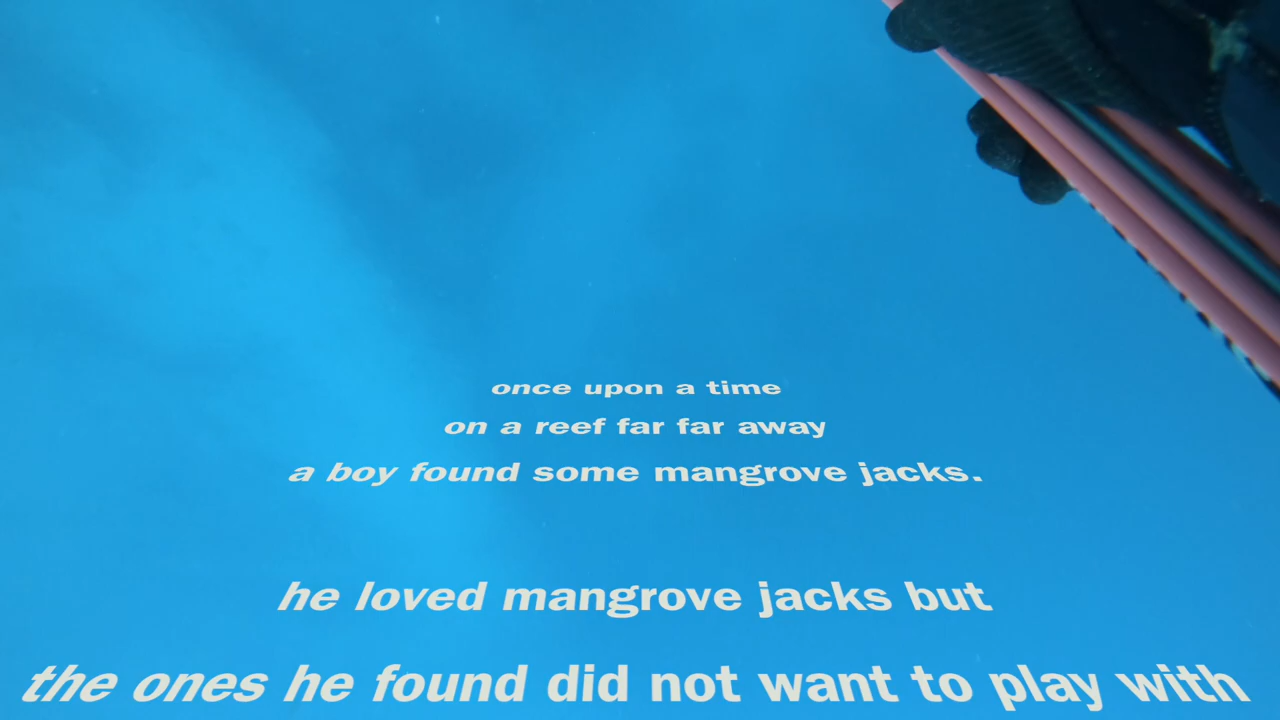 once upon a time
on a reef far far away
a boy found some mangrove jacks.
he loved mangrove jacks but
the ones he found did not want to play with